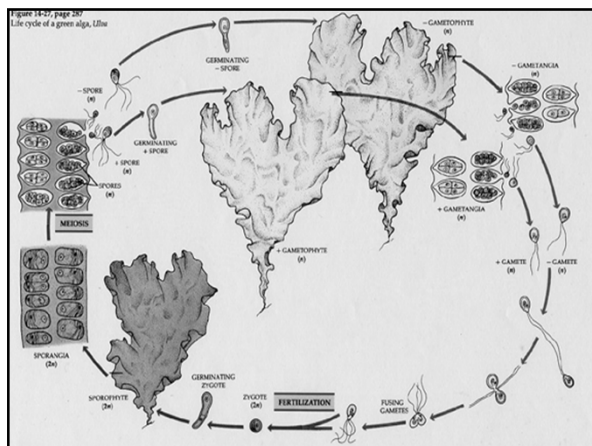 Figure 14-27, page 287
Life cycle of a green alga, Ulva
− GAMETOPHYTE
(n)
GERMINATING
− SPORE
− GAMETANGIA
(n)
− SPORE
(n)
GERMINATING
+ SPORE
+ SPORE
(n)
SPORES
(n)
+ GAMETANGIA
(n)
MEIOSIS
+ GAMETOPHYTE
(n)
+ GAMETE
(n)
− GAMETE
(n)
SPORANGIA
(2n)
SPOROPHYTE
(2n)
GERMINATING
ZYGOTE
ZYGOTE
(2n)
FERTILIZATION
FUSING
GAMETES